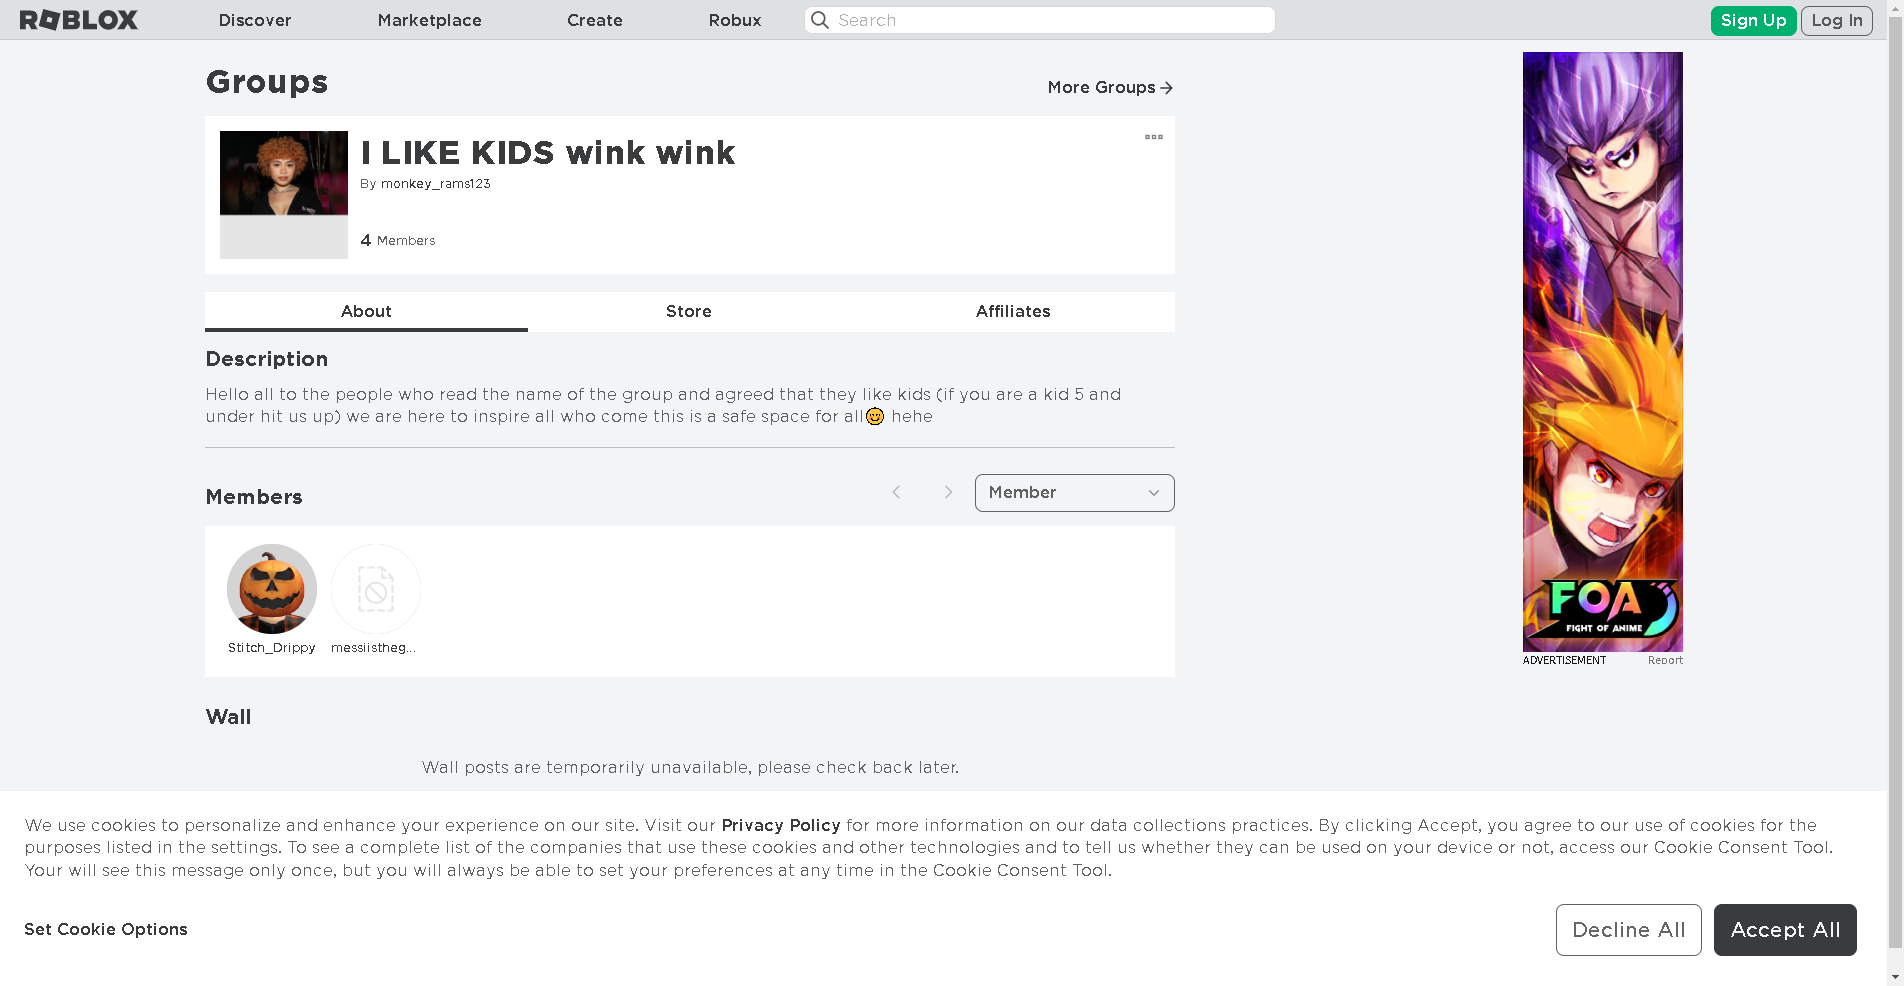 ROBLOX
Discover
Marketplace
Create
Robux
Search
Sign Up
Log In
Groups
More Groups
I LIKE KIDS wink wink
By monkey_rams123
4 Members
About
Store
Affiliates
Description
Hello all to the people who read the name of the group and agreed that they like kids (if you are a kid 5 and
under hit us up) we are here to inspire all who come this is a safe space for all😊 hehe
Members
Member
Stitch_Drippy
messiistheg...
Wall
Wall posts are temporarily unavailable, please check back later.
FOA
FIGHT OF ANIME
ADVERTISEMENT
Report
We use cookies to personalize and enhance your experience on our site. Visit our Privacy Policy for more information on our data collections practices. By clicking Accept, you agree to our use of cookies for the
purposes listed in the settings. To see a complete list of the companies that use these cookies and other technologies and to tell us whether they can be used on your device or not, access our Cookie Consent Tool.
Your will see this message only once, but you will always be able to set your preferences at any time in the Cookie Consent Tool.
Set Cookie Options
Decline All
Accept All